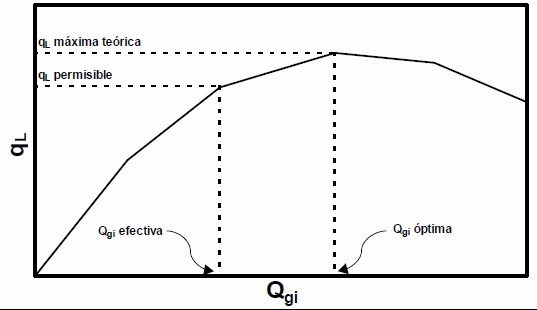 qL máxima teórica
qL permisible
qL
Qgi efectiva
Qgi óptima
Qgi